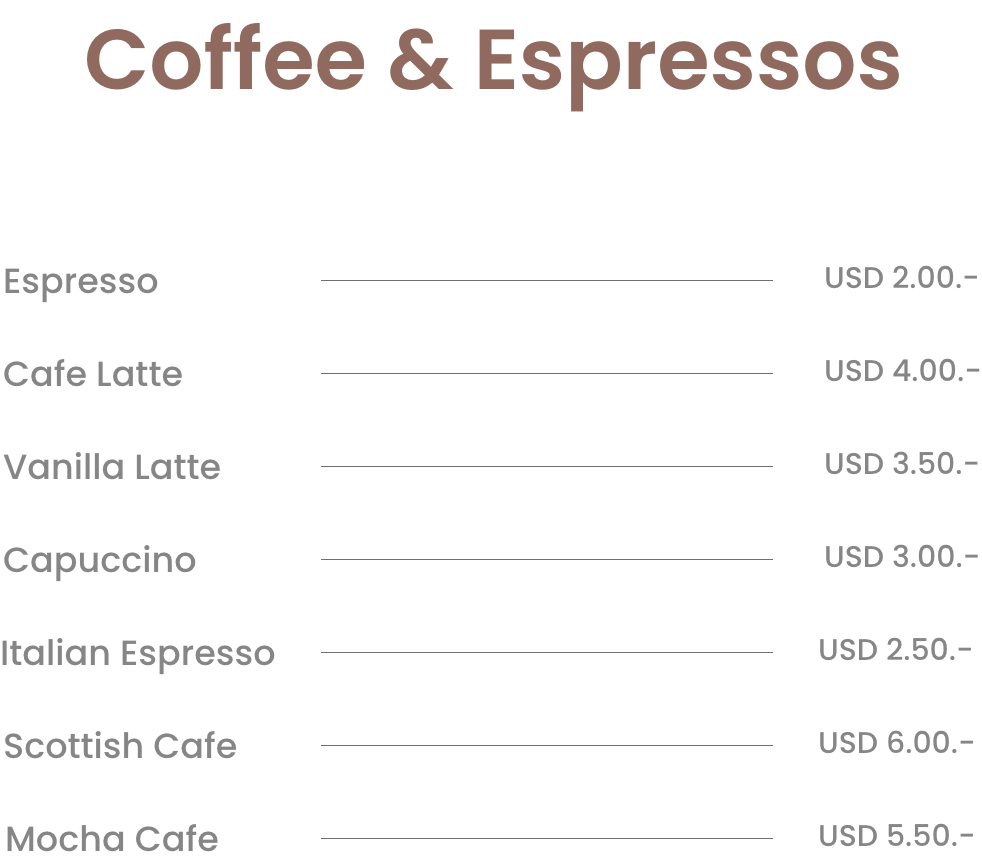 Coffee & Espressos
Espresso USD 2.00.-
Cafe Latte USD 4.00.-
Vanilla Latte USD 3.50.-
Capuccino USD 3.00.-
Italian Espresso USD 2.50.-
Scottish Cafe USD 6.00.-
Mocha Cafe USD 5.50.-